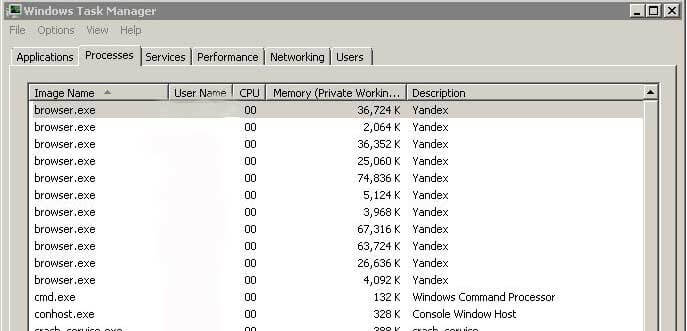 Windows Task Manager
File Options View Help
Applications Processes Services Performance Networking Users
Image Name User Name CPU Memory (Private Workin... Description
browser.exe 00 36,724 K Yandex
browser.exe 00 2,064 K Yandex
browser.exe 00 36,352 K Yandex
browser.exe 00 25,060 K Yandex
browser.exe 00 74,836 K Yandex
browser.exe 00 5,124 K Yandex
browser.exe 00 3,968 K Yandex
browser.exe 00 67,316 K Yandex
browser.exe 00 63,724 K Yandex
browser.exe 00 26,636 K Yandex
browser.exe 00 4,092 K Yandex
cmd.exe 00 132 K Windows Command Processor
conhost.exe 00 328 K Console Window Host
crash_service.exe 00 388 K crash_service